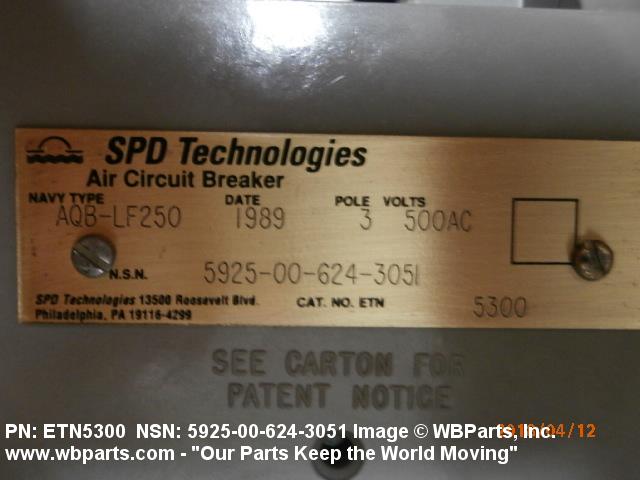 SPD Technologies
Air Circuit Breaker
NAVY TYPE DATE POLE VOLTS
AQB-LF250 1989 3 500AC
N.S.N. 5925-00-624-3051
SPD Technologies 13500 Roosevelt Blvd. CAT. NO. ETN 5300
Philadelphia, PA 19116-4299
SEE CARTON FOR
PATENT NOTICE
PN: ETN5300 NSN: 5925-00-624-3051 Image © WBParts, Inc.
www.wbparts.com - "Our Parts Keep the World Moving"